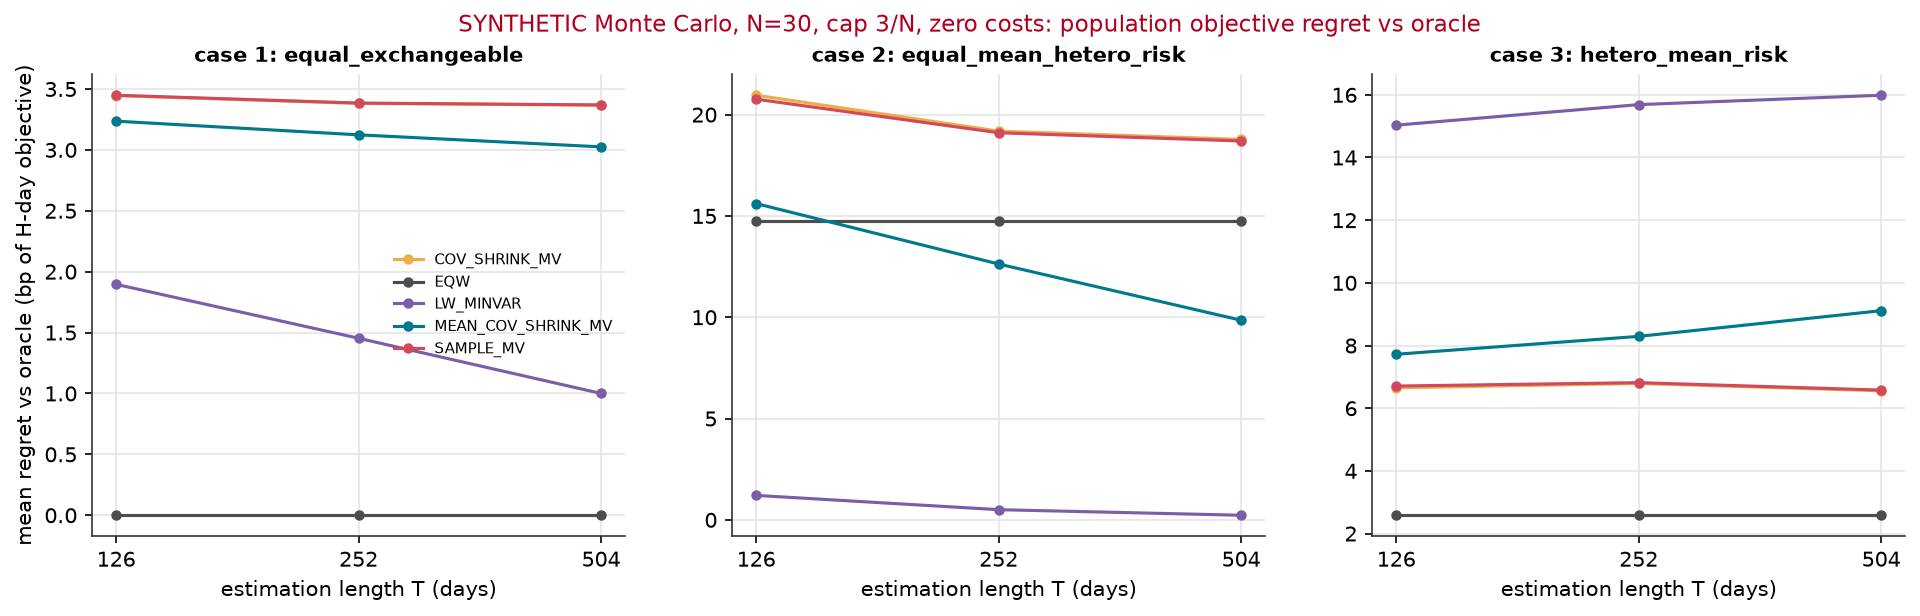 SYNTHETIC Monte Carlo, N=30, cap 3/N, zero costs: population objective regret vs oracle
case 1: equal_exchangeable
mean regret vs oracle (bp of H-day objective)
3.5
3.0
2.5
2.0
1.5
1.0
0.5
0.0
COV_SHRINK_MV
EQW
LW_MINVAR
MEAN_COV_SHRINK_MV
SAMPLE_MV
126
252
504
estimation length T (days)
case 2: equal_mean_hetero_risk
20
15
10
5
0
126
252
504
estimation length T (days)
case 3: hetero_mean_risk
16
14
12
10
8
6
4
2
126
252
504
estimation length T (days)